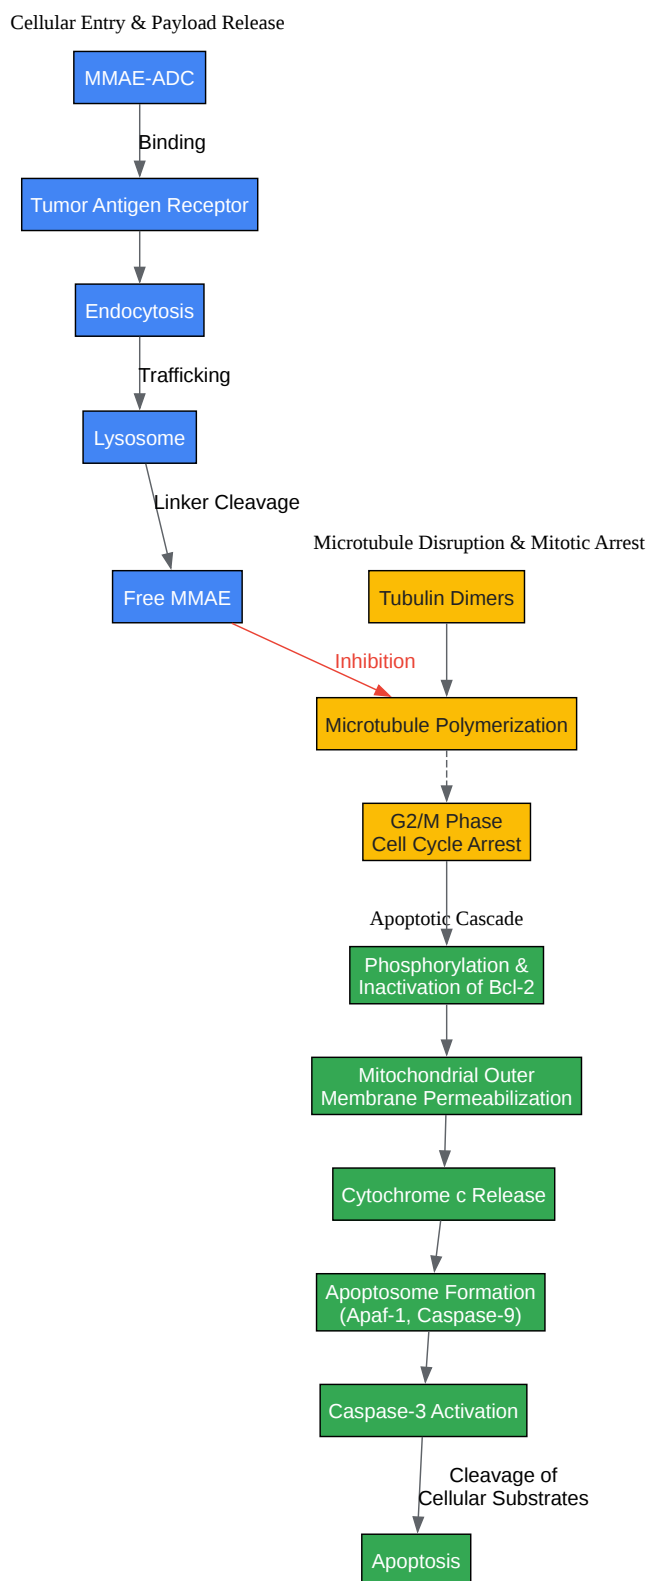 Cellular Entry & Payload Release
MMAE-ADC
Binding
Tumor Antigen Receptor
Endocytosis
Trafficking
Lysosome
Linker Cleavage
Microtubule Disruption & Mitotic Arrest
Free MMAE
Tubulin Dimers
Inhibition
Microtubule Polymerization
G2/M Phase
Cell Cycle Arrest
Apoptotic Cascade
Phosphorylation &
Inactivation of Bcl-2
Mitochondrial Outer
Membrane Permeabilization
Cytochrome c Release
Apoptosome Formation
(Apaf-1, Caspase-9)
Caspase-3 Activation
Cleavage of
Cellular Substrates
Apoptosis